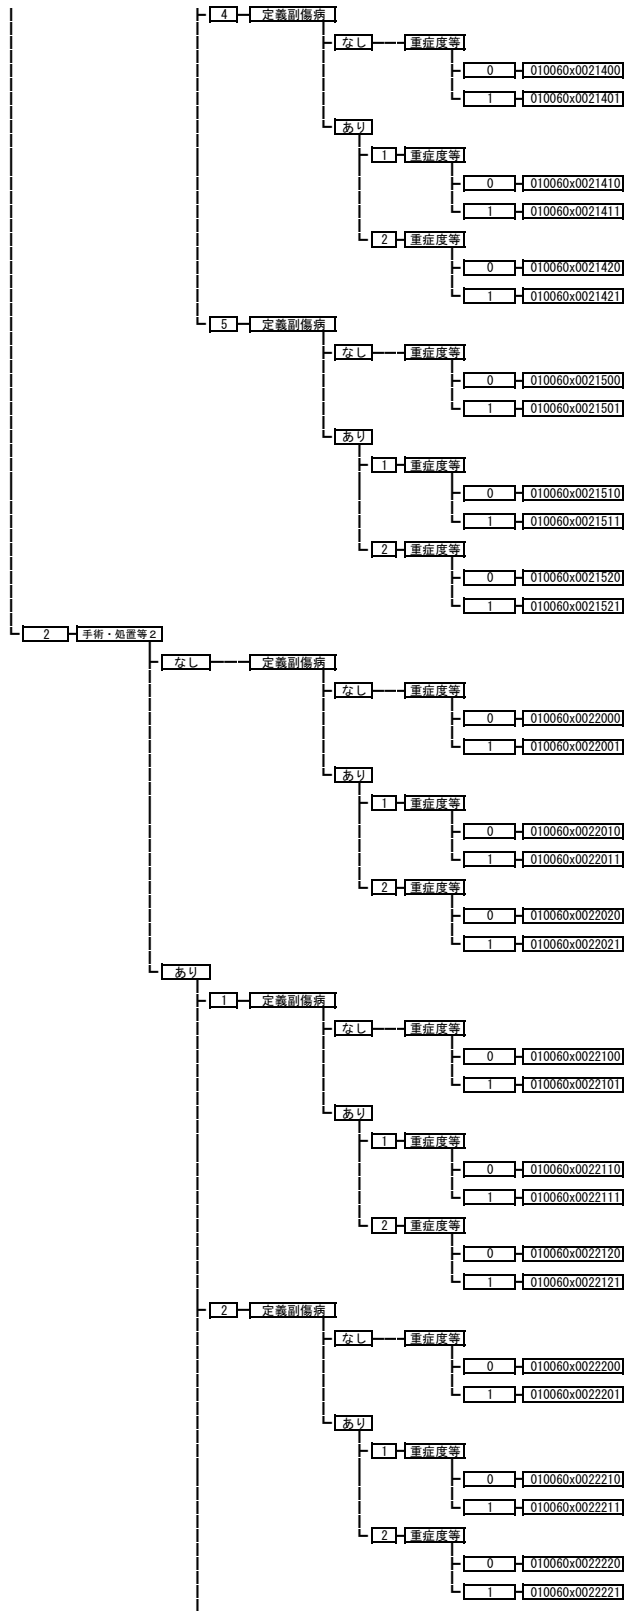 4 定義副傷病
なし 重症度等
0 010060x0021400
1 010060x0021401
あり
1 重症度等
0 010060x0021410
1 010060x0021411
2 重症度等
0 010060x0021420
1 010060x0021421
5 定義副傷病
なし 重症度等
0 010060x0021500
1 010060x0021501
あり
1 重症度等
0 010060x0021510
1 010060x0021511
2 重症度等
0 010060x0021520
1 010060x0021521
2 手術・処置等2
なし 定義副傷病
なし 重症度等
0 010060x0022000
1 010060x0022001
あり
1 重症度等
0 010060x0022010
1 010060x0022011
2 重症度等
0 010060x0022020
1 010060x0022021
あり
1 定義副傷病
なし 重症度等
0 010060x0022100
1 010060x0022101
あり
1 重症度等
0 010060x0022110
1 010060x0022111
2 重症度等
0 010060x0022120
1 010060x0022121
2 定義副傷病
なし 重症度等
0 010060x0022200
1 010060x0022201
あり
1 重症度等
0 010060x0022210
1 010060x0022211
2 重症度等
0 010060x0022220
1 010060x0022221